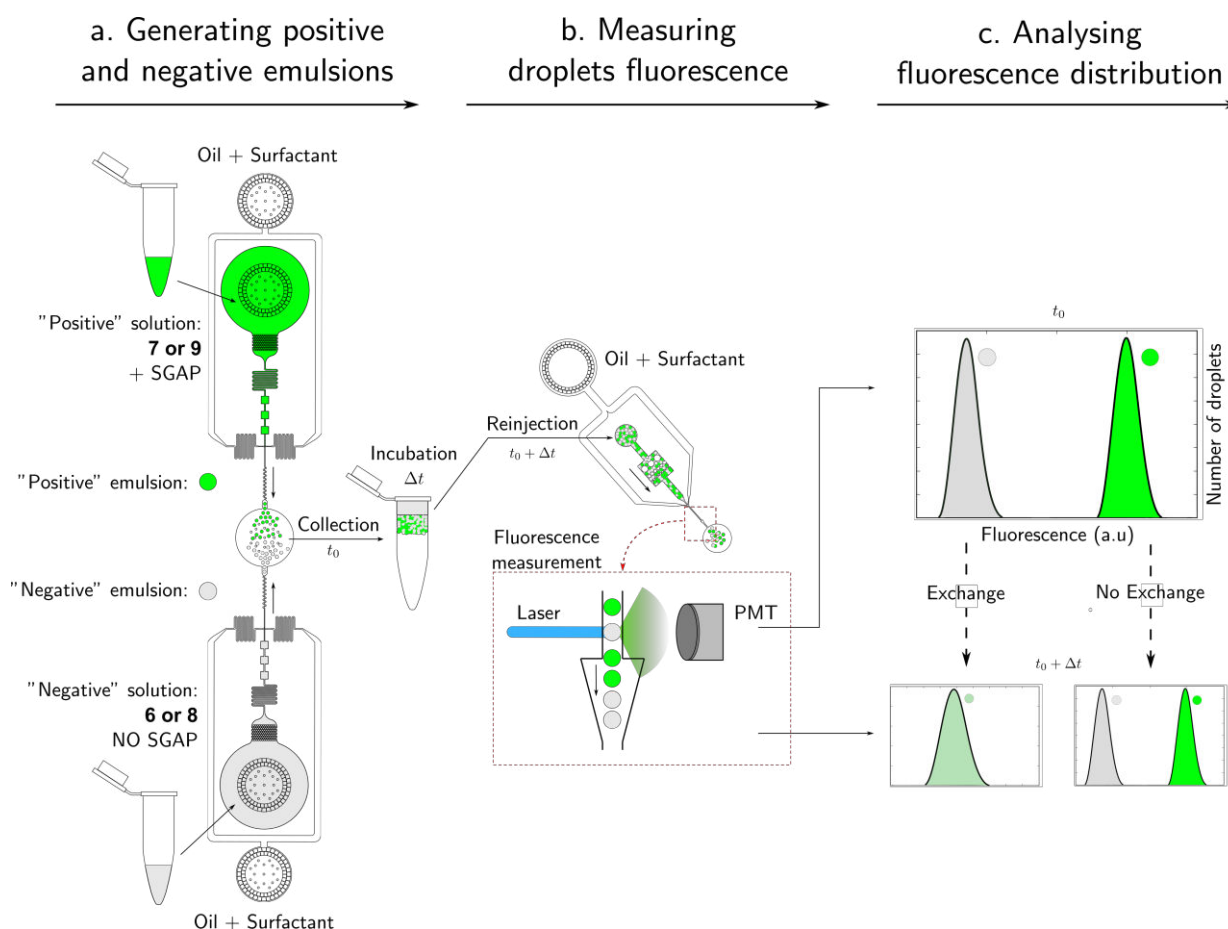 a. Generating positive
and negative emulsions
b. Measuring
droplets fluorescence
c. Analysing
fluorescence distribution
Oil + Surfactant
"Positive" solution:
7 or 9
+ SGAP
"Positive" emulsion:
Collection
t₀
"Negative" emulsion:
"Negative" solution:
6 or 8
NO SGAP
Oil + Surfactant
Incubation
Δt
Reinjection
t₀ + Δt
Oil + Surfactant
Fluorescence
measurement
Laser
PMT
t₀
Number of droplets
Fluorescence (a.u)
Exchange
No Exchange
t₀ + Δt